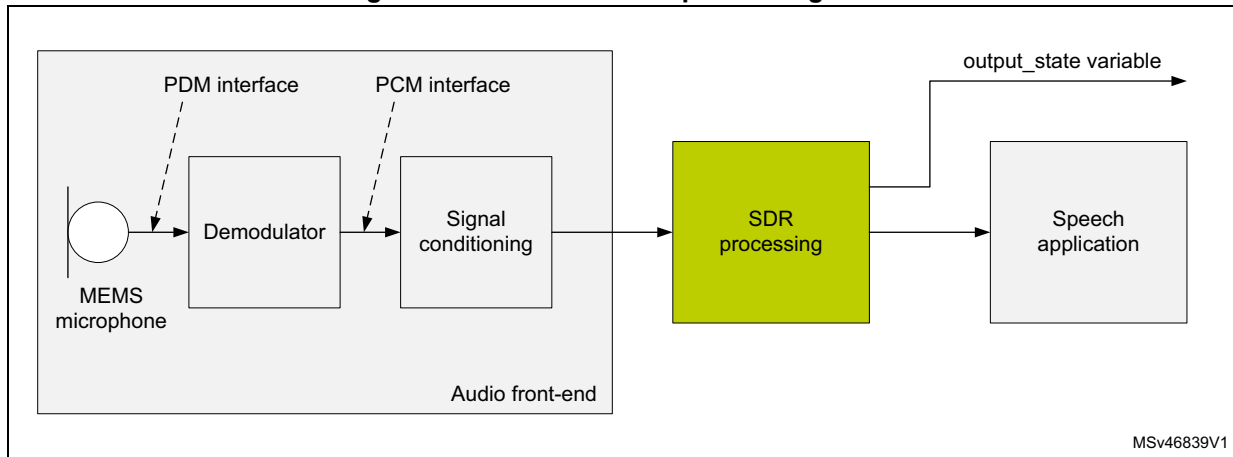 output_state variable
PDM interface
PCM interface
Demodulator
Signal
conditioning
SDR
processing
Speech
application
MEMS
microphone
Audio front-end
MSv46839V1